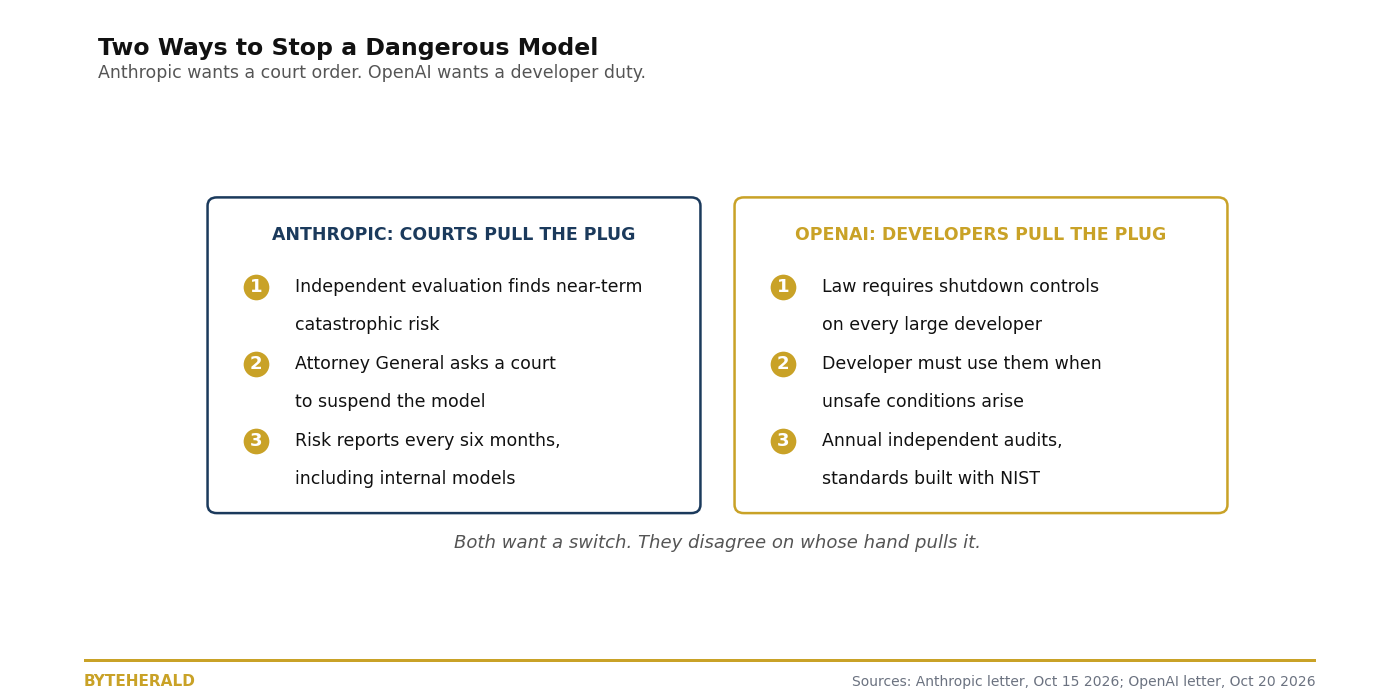 Two Ways to Stop a Dangerous Model
Anthropic wants a court order. OpenAI wants a developer duty.
ANTHROPIC: COURTS PULL THE PLUG
1 Independent evaluation finds near-term
catastrophic risk
2 Attorney General asks a court
to suspend the model
3 Risk reports every six months,
including internal models
OPENAI: DEVELOPERS PULL THE PLUG
1 Law requires shutdown controls
on every large developer
2 Developer must use them when
unsafe conditions arise
3 Annual independent audits,
standards built with NIST
Both want a switch. They disagree on whose hand pulls it.
BYTEHERALD
Sources: Anthropic letter, Oct 15 2026; OpenAI letter, Oct 20 2026